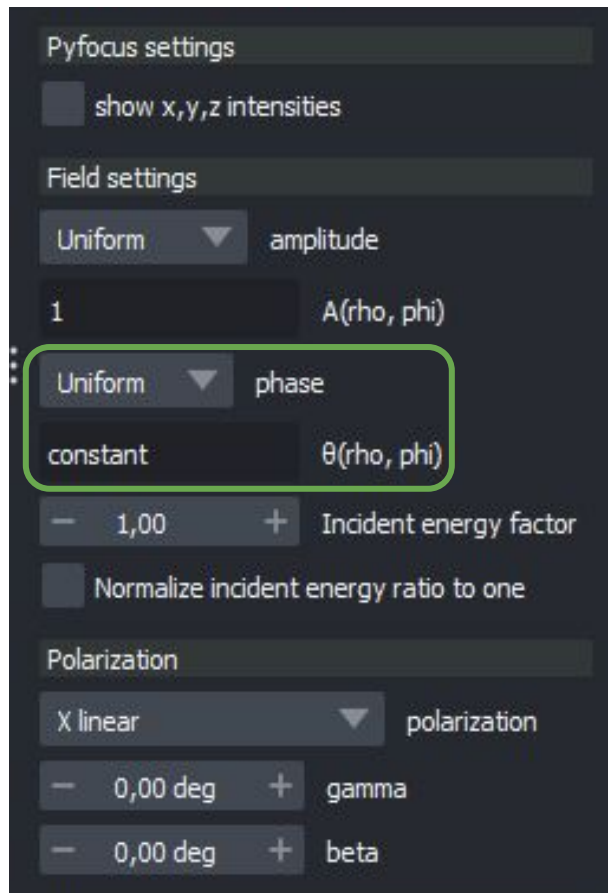 Pyfocus settings
show x,y,z intensities
Field settings
Uniform amplitude
1 A(rho, phi)
Uniform phase
constant θ(rho, phi)
− 1,00 + Incident energy factor
Normalize incident energy ratio to one
Polarization
X linear polarization
− 0,00 deg + gamma
− 0,00 deg + beta